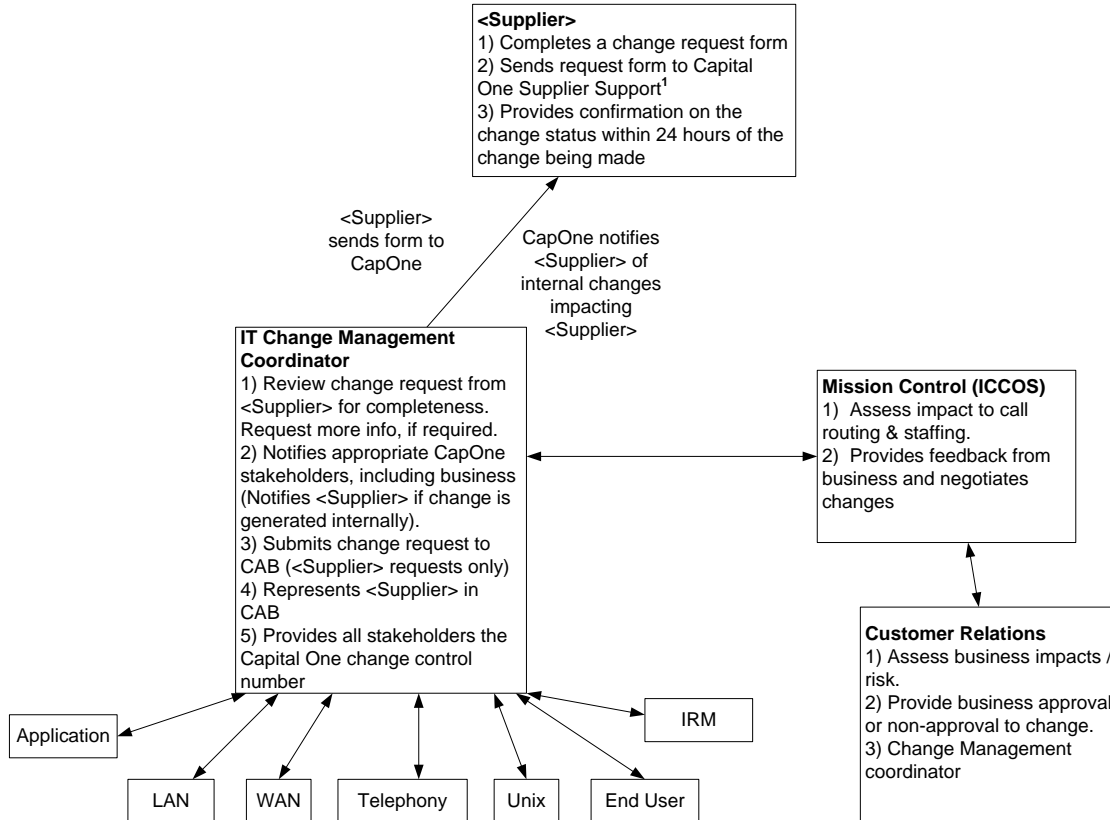 <Supplier>
1) Completes a change request form
2) Sends request form to Capital
One Supplier Support1
3) Provides confirmation on the
change status within 24 hours of the
change being made
<Supplier>
sends form to
CapOne
CapOne notifies
<Supplier> of
internal changes
impacting
<Supplier>
IT Change Management
Coordinator
1) Review change request from
<Supplier> for completeness.
Request more info, if required.
2) Notifies appropriate CapOne
stakeholders, including business
(Notifies <Supplier> if change is
generated internally).
3) Submits change request to
CAB (<Supplier> requests only)
4) Represents <Supplier> in
CAB
5) Provides all stakeholders the
Capital One change control
number
Mission Control (ICCOS)
1) Assess impact to call
routing & staffing.
2) Provides feedback from
business and negotiates
changes
Customer Relations
1) Assess business impacts /
risk.
2) Provide business approval
or non-approval to change.
3) Change Management
coordinator
Application
LAN
WAN
Telephony
Unix
End User
IRM